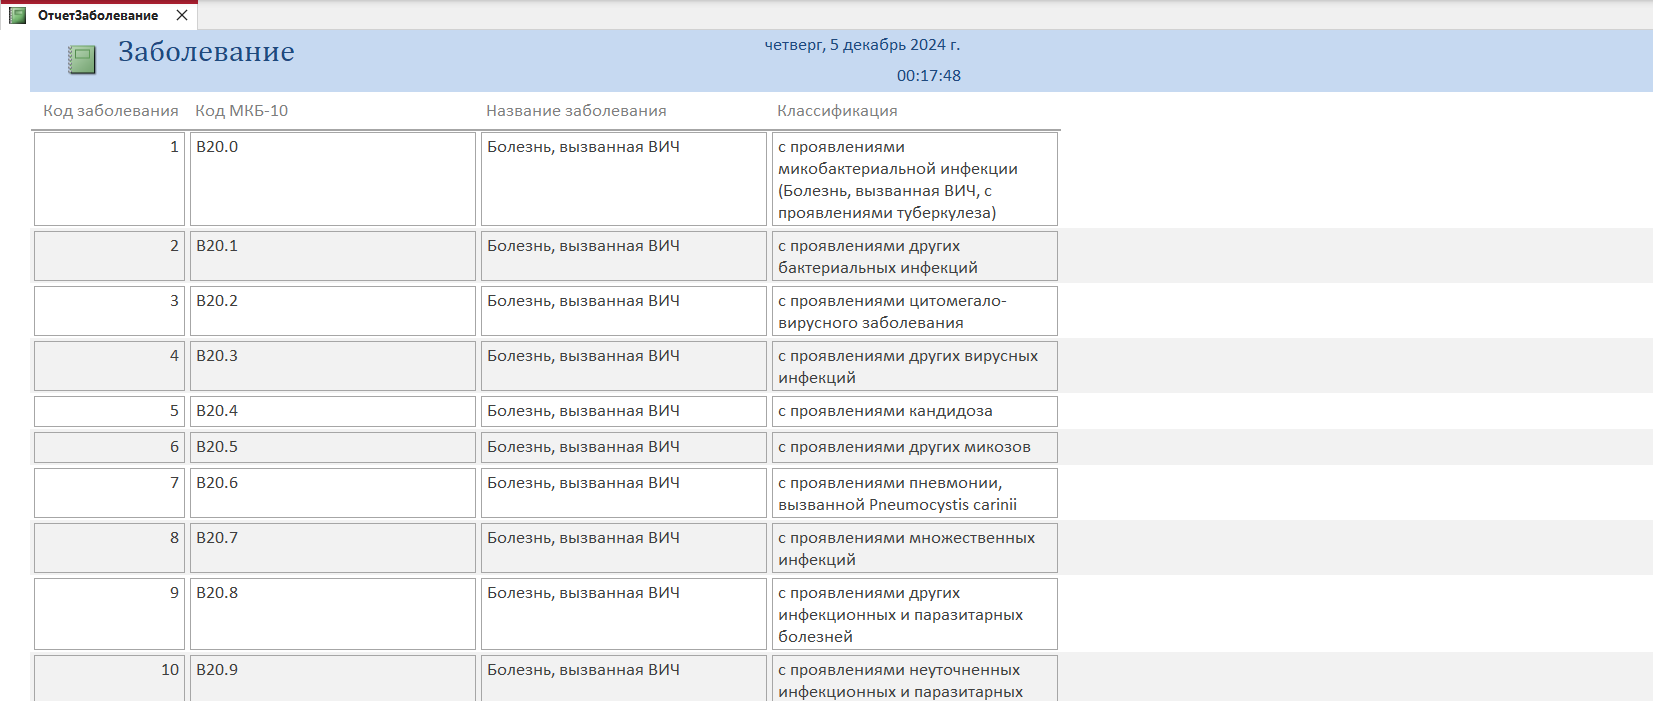 ОтчетЗаболевание
Заболевание
четверг, 5 декабрь 2024 г.
00:17:48
Код заболевания Код МКБ-10 Название заболевания Классификация
1 B20.0 Болезнь, вызванная ВИЧ с проявлениями
микобактериальной инфекции
(Болезнь, вызванная ВИЧ, с
проявлениями туберкулеза)
2 B20.1 Болезнь, вызванная ВИЧ с проявлениями других
бактериальных инфекций
3 B20.2 Болезнь, вызванная ВИЧ с проявлениями цитомегало-
вирусного заболевания
4 B20.3 Болезнь, вызванная ВИЧ с проявлениями других вирусных
инфекций
5 B20.4 Болезнь, вызванная ВИЧ с проявлениями кандидоза
6 B20.5 Болезнь, вызванная ВИЧ с проявлениями других микозов
7 B20.6 Болезнь, вызванная ВИЧ с проявлениями пневмонии,
вызванной Pneumocystis carinii
8 B20.7 Болезнь, вызванная ВИЧ с проявлениями множественных
инфекций
9 B20.8 Болезнь, вызванная ВИЧ с проявлениями других
инфекционных и паразитарных
болезней
10 B20.9 Болезнь, вызванная ВИЧ с проявлениями неуточненных
инфекционных и паразитарных